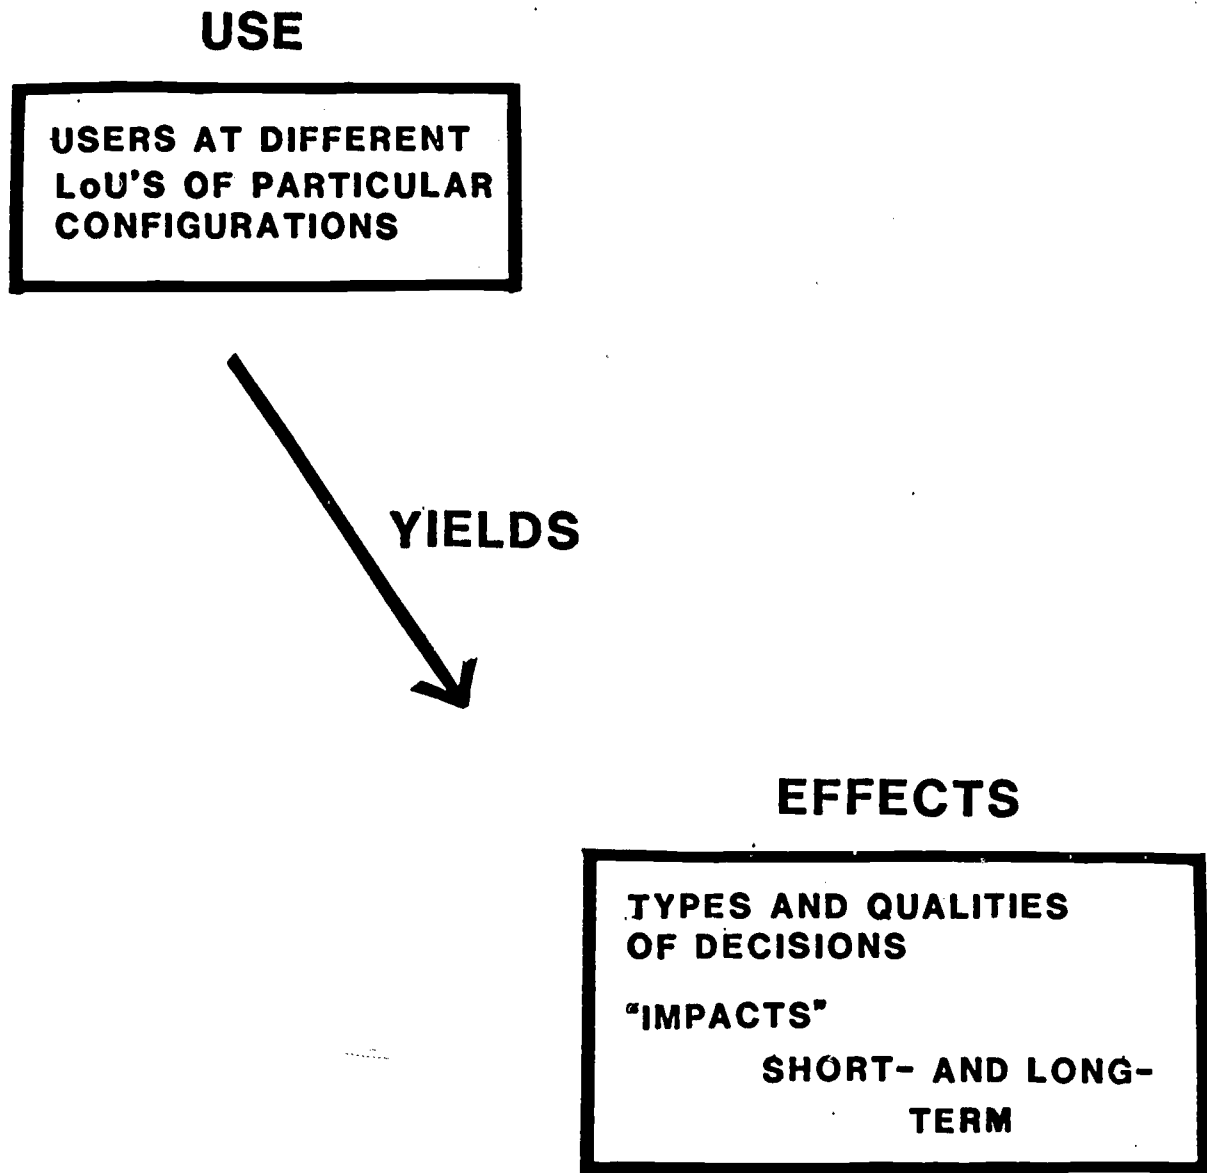 USE
USERS AT DIFFERENT
LoU'S OF PARTICULAR
CONFIGURATIONS
YIELDS
EFFECTS
TYPES AND QUALITIES
OF DECISIONS
"IMPACTS"
SHORT- AND LONG-
TERM